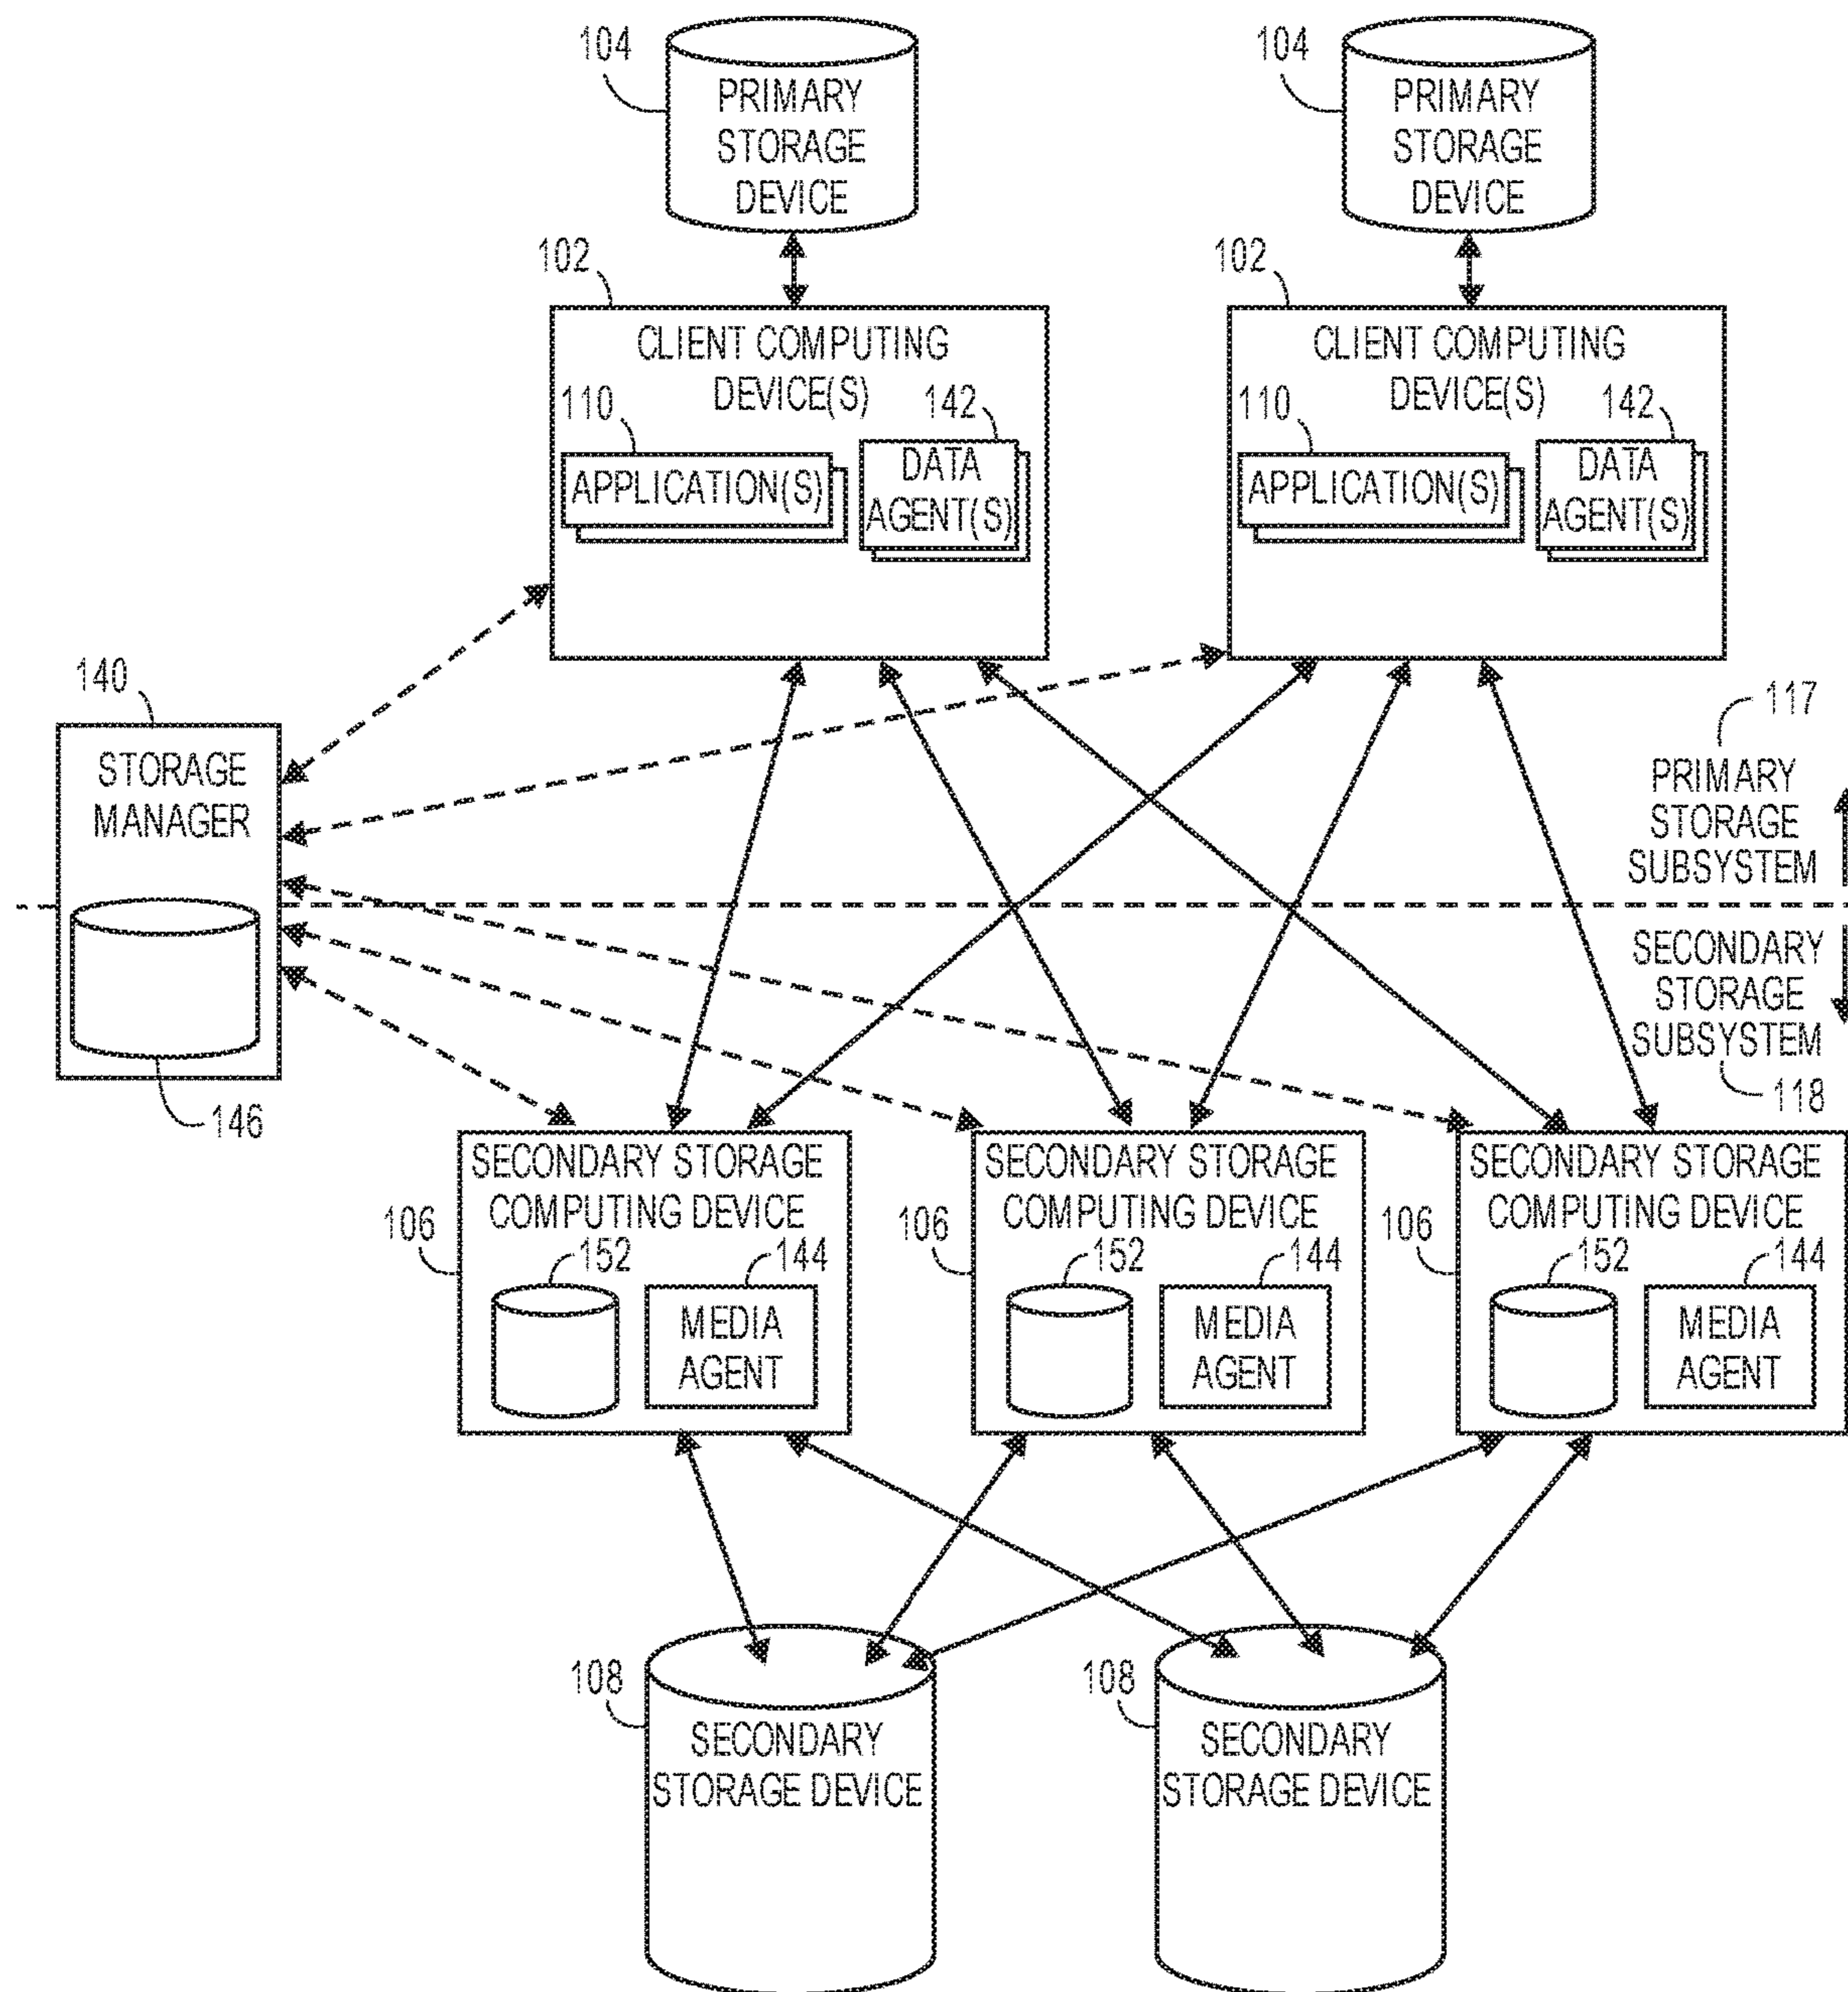 104
PRIMARY
STORAGE
DEVICE
104
PRIMARY
STORAGE
DEVICE
102
CLIENT COMPUTING
DEVICE(S)
110
142
APPLICATION(S)
DATA
AGENT(S)
102
CLIENT COMPUTING
DEVICE(S)
110
142
APPLICATION(S)
DATA
AGENT(S)
140
STORAGE
MANAGER
146
117
PRIMARY
STORAGE
SUBSYSTEM
SECONDARY
STORAGE
SUBSYSTEM
118
106
SECONDARY STORAGE
COMPUTING DEVICE
152
144
MEDIA
AGENT
106
SECONDARY STORAGE
COMPUTING DEVICE
152
144
MEDIA
AGENT
106
SECONDARY STORAGE
COMPUTING DEVICE
152
144
MEDIA
AGENT
108
SECONDARY
STORAGE DEVICE
108
SECONDARY
STORAGE DEVICE